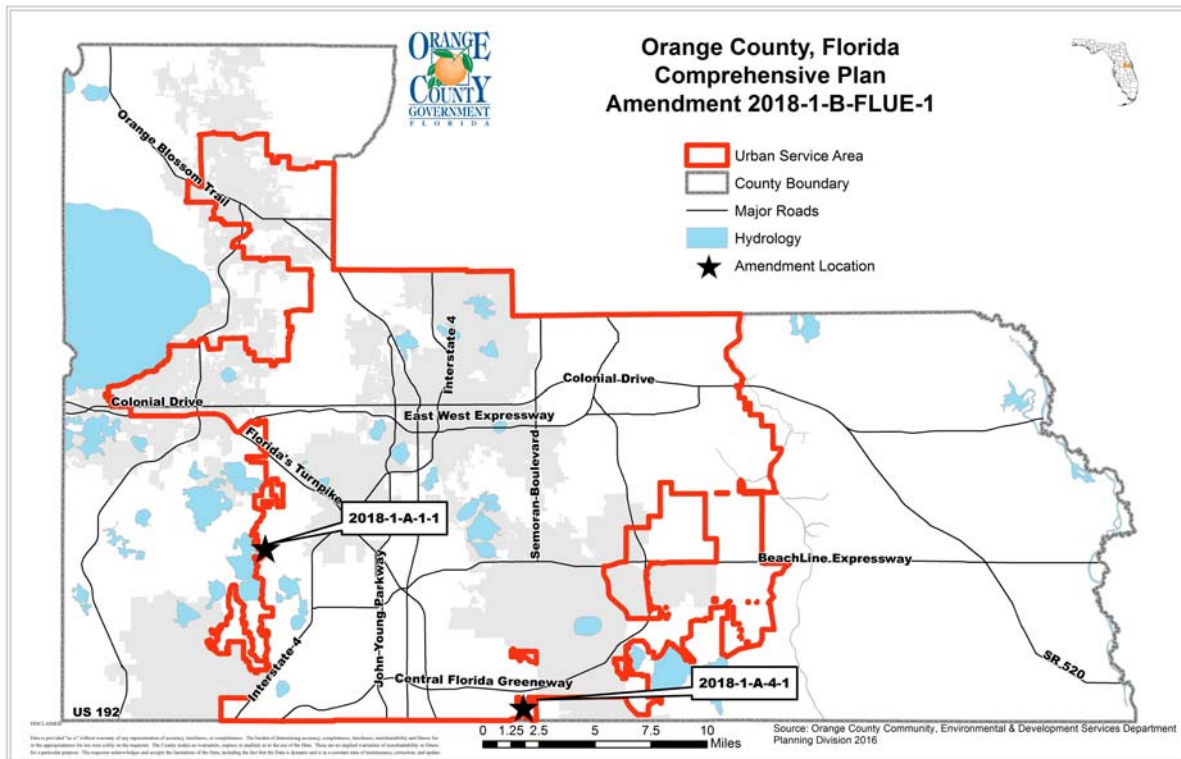 ORANGE
COUNTY
GOVERNMENT
FLORIDA
Orange County, Florida
Comprehensive Plan
Amendment 2018-1-B-FLUE-1
Urban Service Area
County Boundary
Major Roads
Hydrology
Amendment Location
Orange Blossom Trail
Interstate 4
Colonial Drive
Colonial Drive
East West Expressway
Florida's Turnpike
Semoran Boulevard
2018-1-A-1-1
BeachLine Expressway
John Young Parkway
Interstate 4
Central Florida Greeneway
2018-1-A-4-1
SR 520
US 192
0 1.25 2.5 5 7.5 10
Miles
Source: Orange County Community, Environmental & Development Services Department
Planning Division 2016
DISCLAIMER